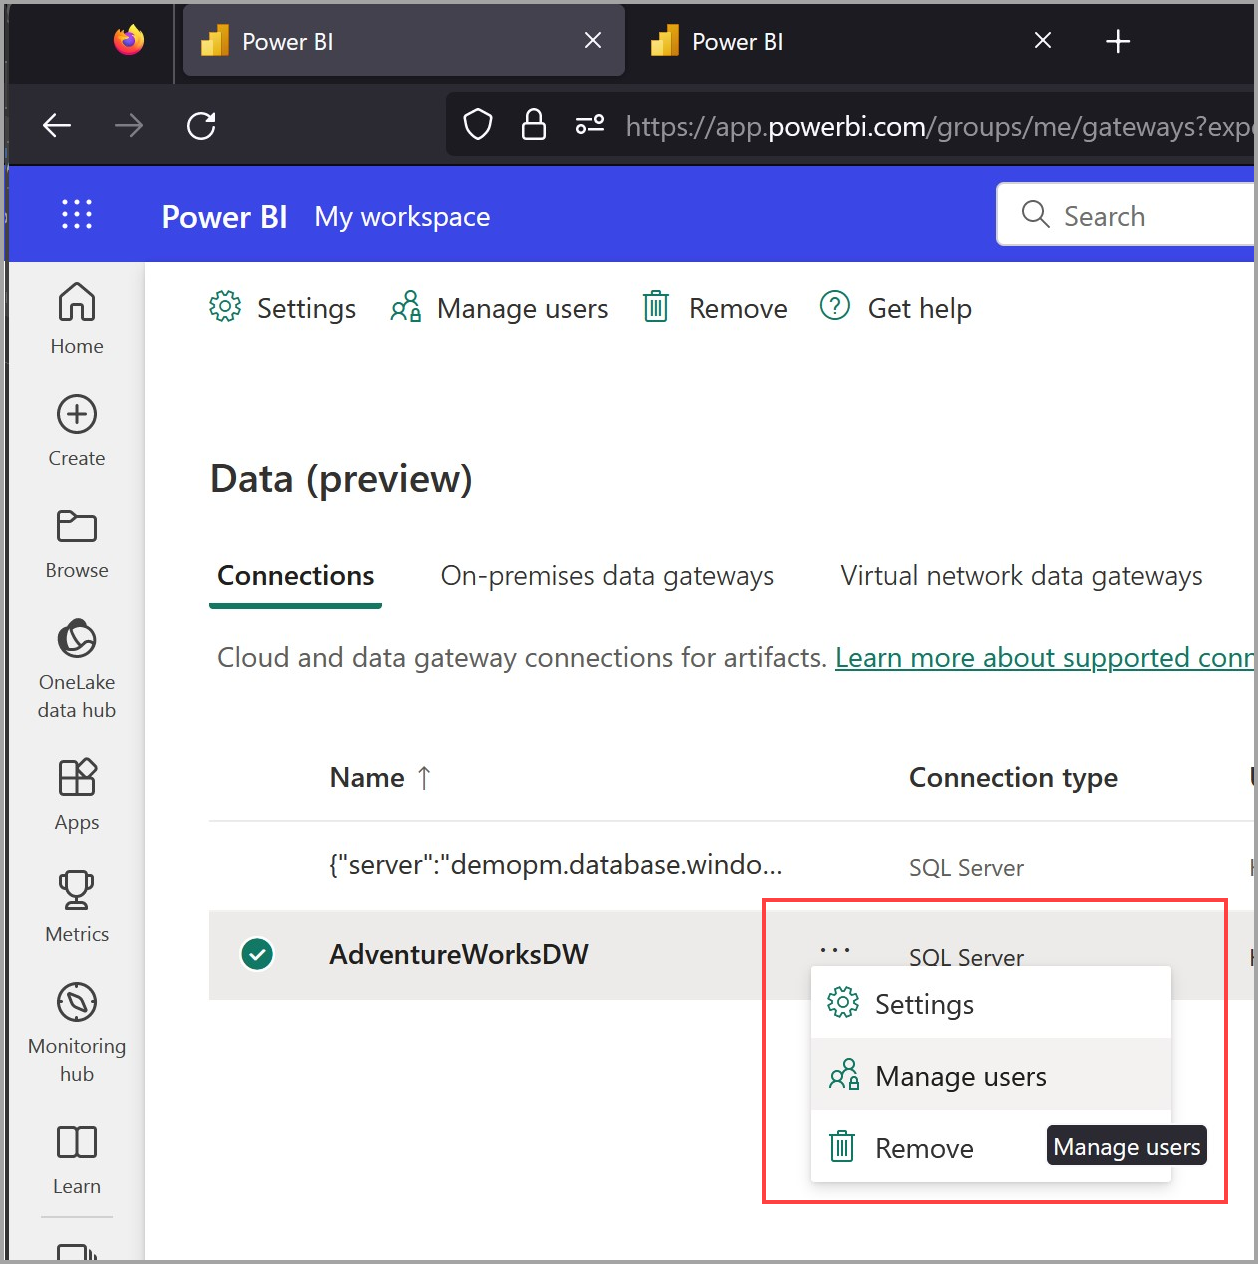 Power BI
Power BI
https://app.powerbi.com/groups/me/gateways?exp
Power BI My workspace
Search
Settings Manage users Remove Get help
Home
Create
Browse
OneLake
data hub
Apps
Metrics
Monitoring
hub
Learn
Data (preview)
Connections On-premises data gateways Virtual network data gateways
Cloud and data gateway connections for artifacts. Learn more about supported conn
Name ↑ Connection type
{"server":"demopm.database.windo... SQL Server
AdventureWorksDW ... SQL Server
Settings
Manage users
Remove
Manage users